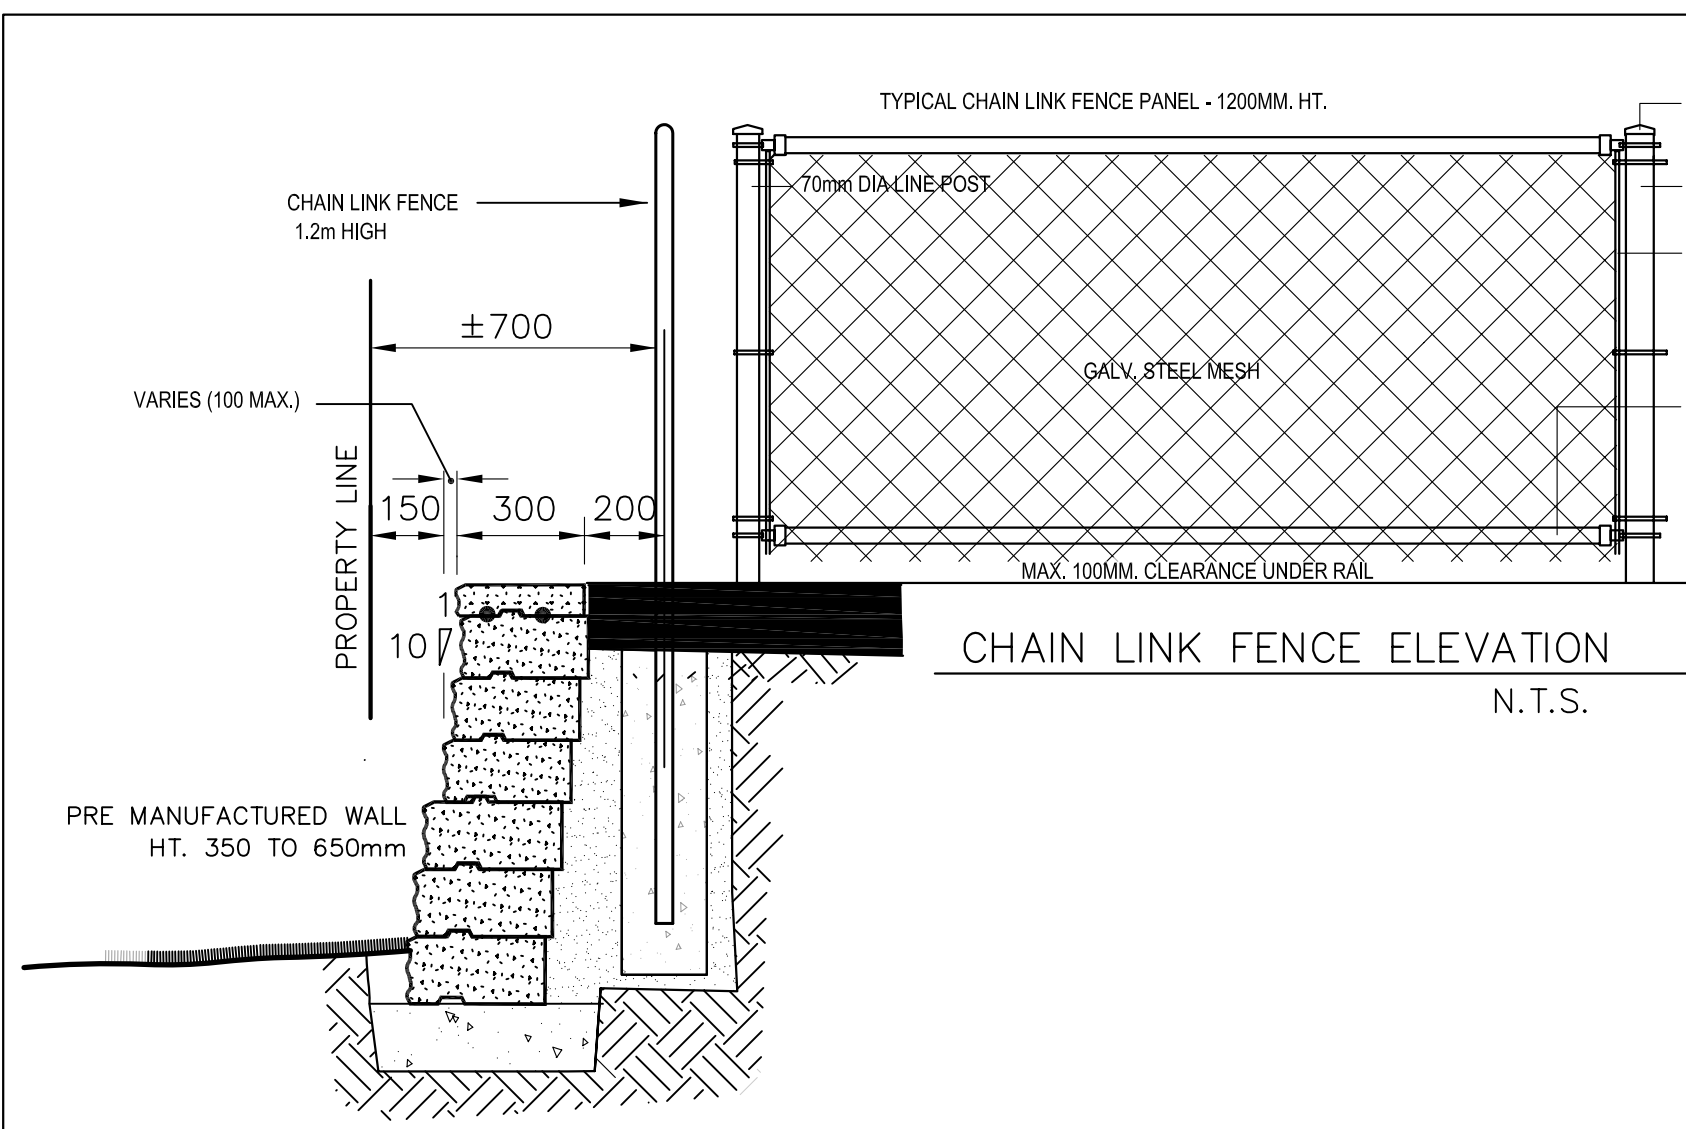 TYPICAL CHAIN LINK FENCE PANEL - 1200MM. HT.
70mm DIA LINE POST
CHAIN LINK FENCE
1.2m HIGH
±700
GALV. STEEL MESH
VARIES (100 MAX.)
PROPERTY LINE
150
300
200
MAX. 100MM. CLEARANCE UNDER RAIL
1
10
CHAIN LINK FENCE ELEVATION
N.T.S.
PRE MANUFACTURED WALL
HT. 350 TO 650mm